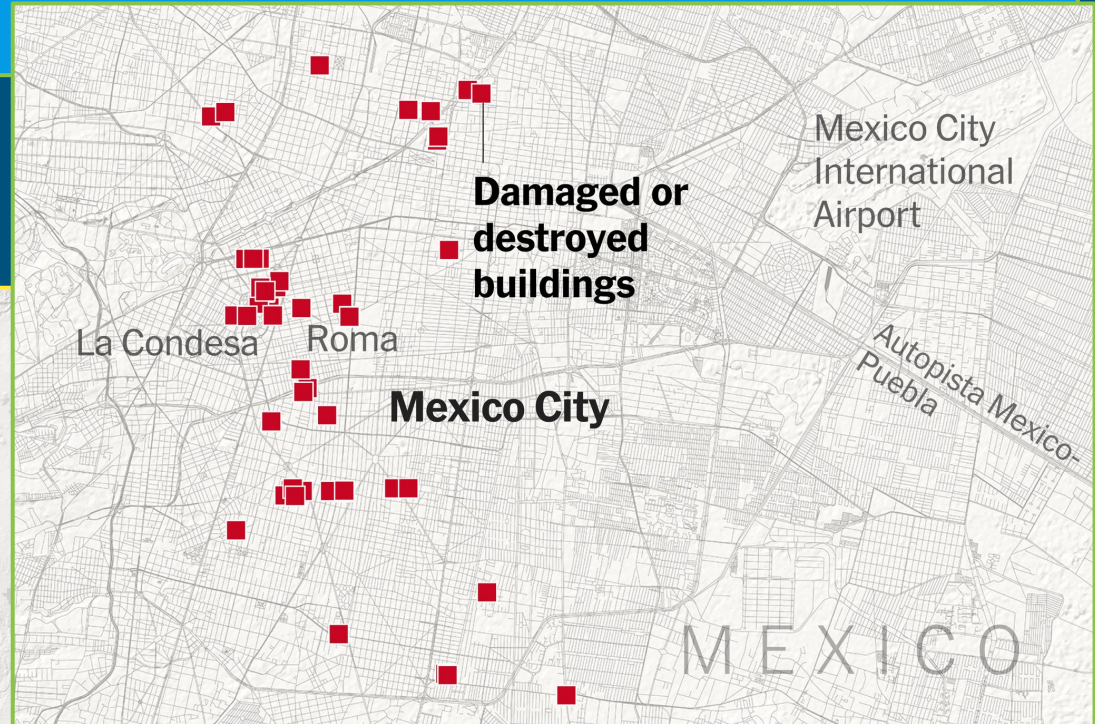 Mexico City
International
Airport
Damaged or
destroyed
buildings
La Condesa
Roma
Autopista Mexico-
Puebla
Mexico City
MEXICO